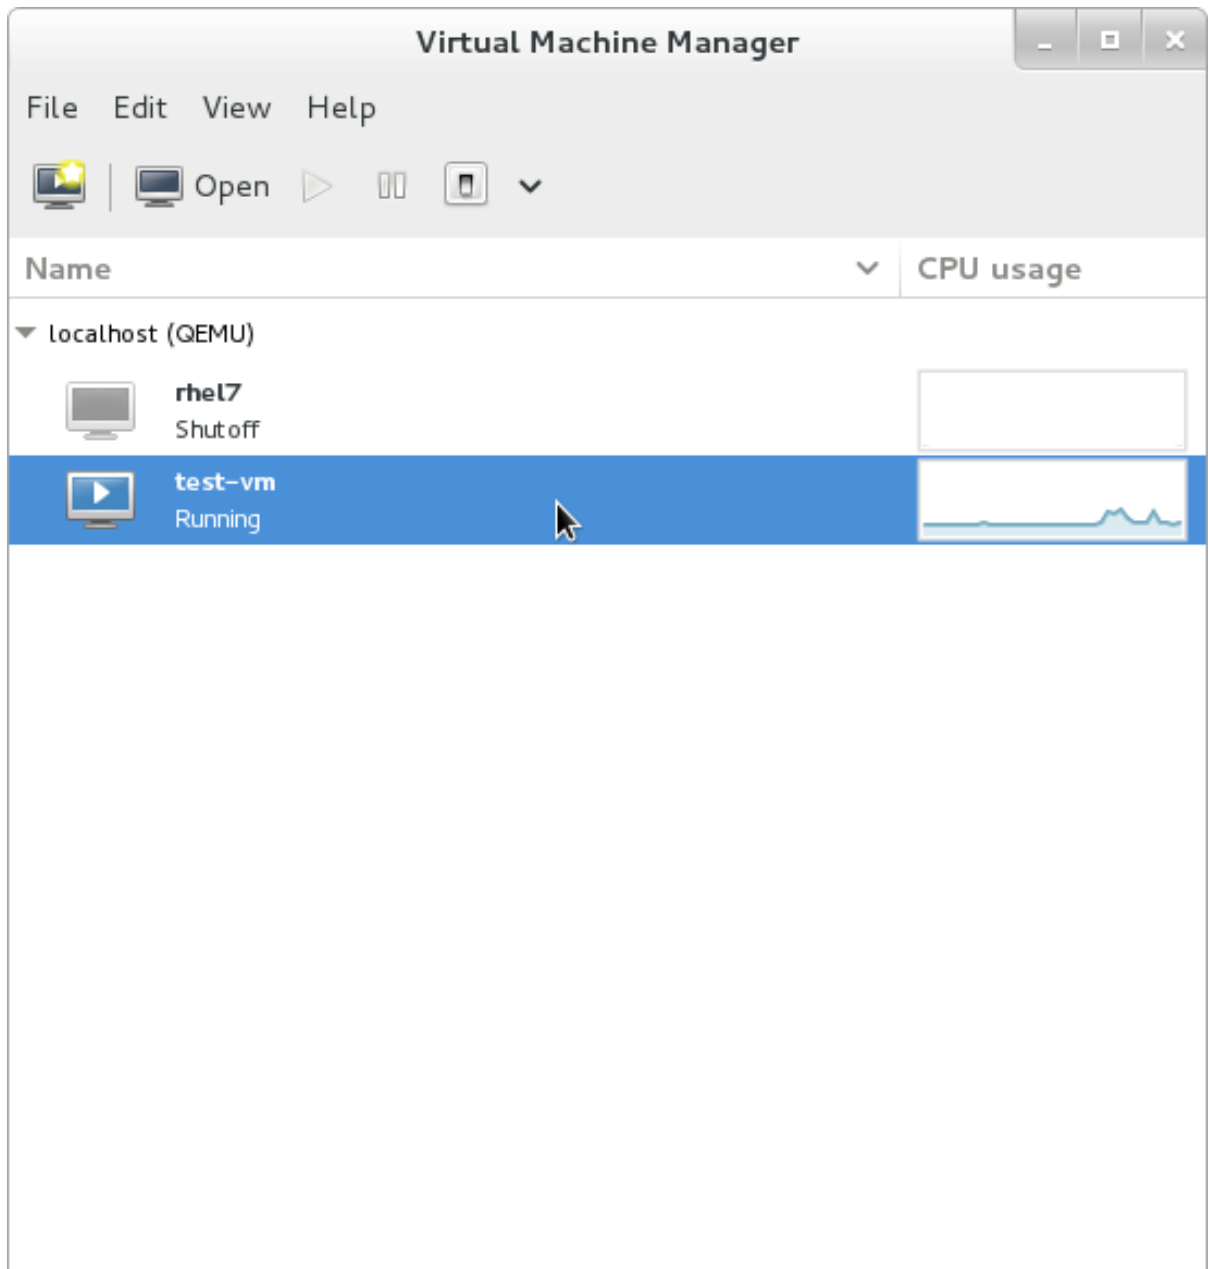 Virtual Machine Manager
File Edit View Help
Open
Name CPU usage
localhost (QEMU)
rhel7
Shutoff
test-vm
Running